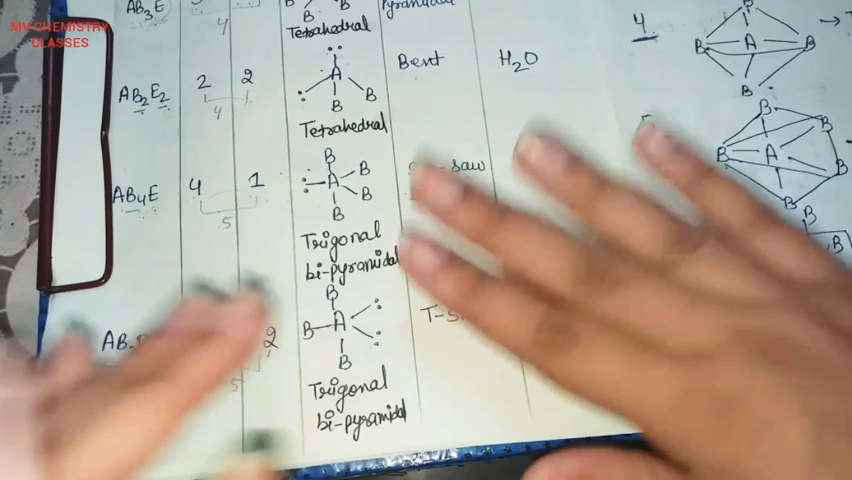 MV CHEMISTRY
CLASSES
AB3E
4
Tetrahedral
Pyramidal
AB2E2 2 2
4
A
B B
Tetrahedral
Bent H2O
AB4E 4 1
5
B
A B
B
B
Trigonal
bi-pyramidal
saw
2
5
B
B A
B
Trigonal
bi-pyramidal
4
B
B A B
B
B
B
B A
B
B
B
B